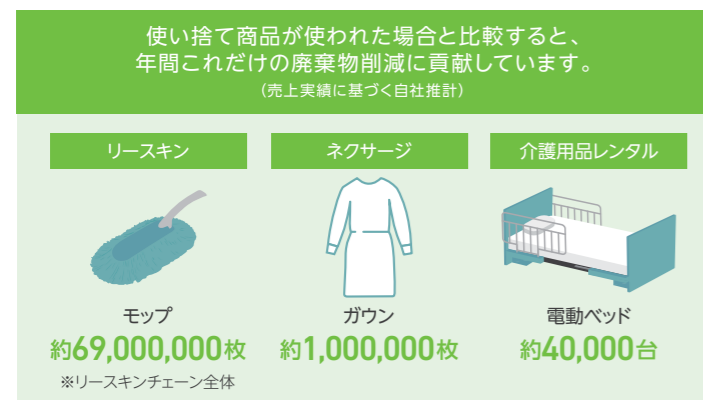 使い捨て商品が使われた場合と比較すると、
年間これだけの廃棄物削減に貢献しています。
（売上実績に基づく自社推計）
リースキン
ネクサージ
介護用品レンタル
モップ
ガウン
電動ベッド
約69,000,000枚
約1,000,000枚
約40,000台
※リースキンチェーン全体